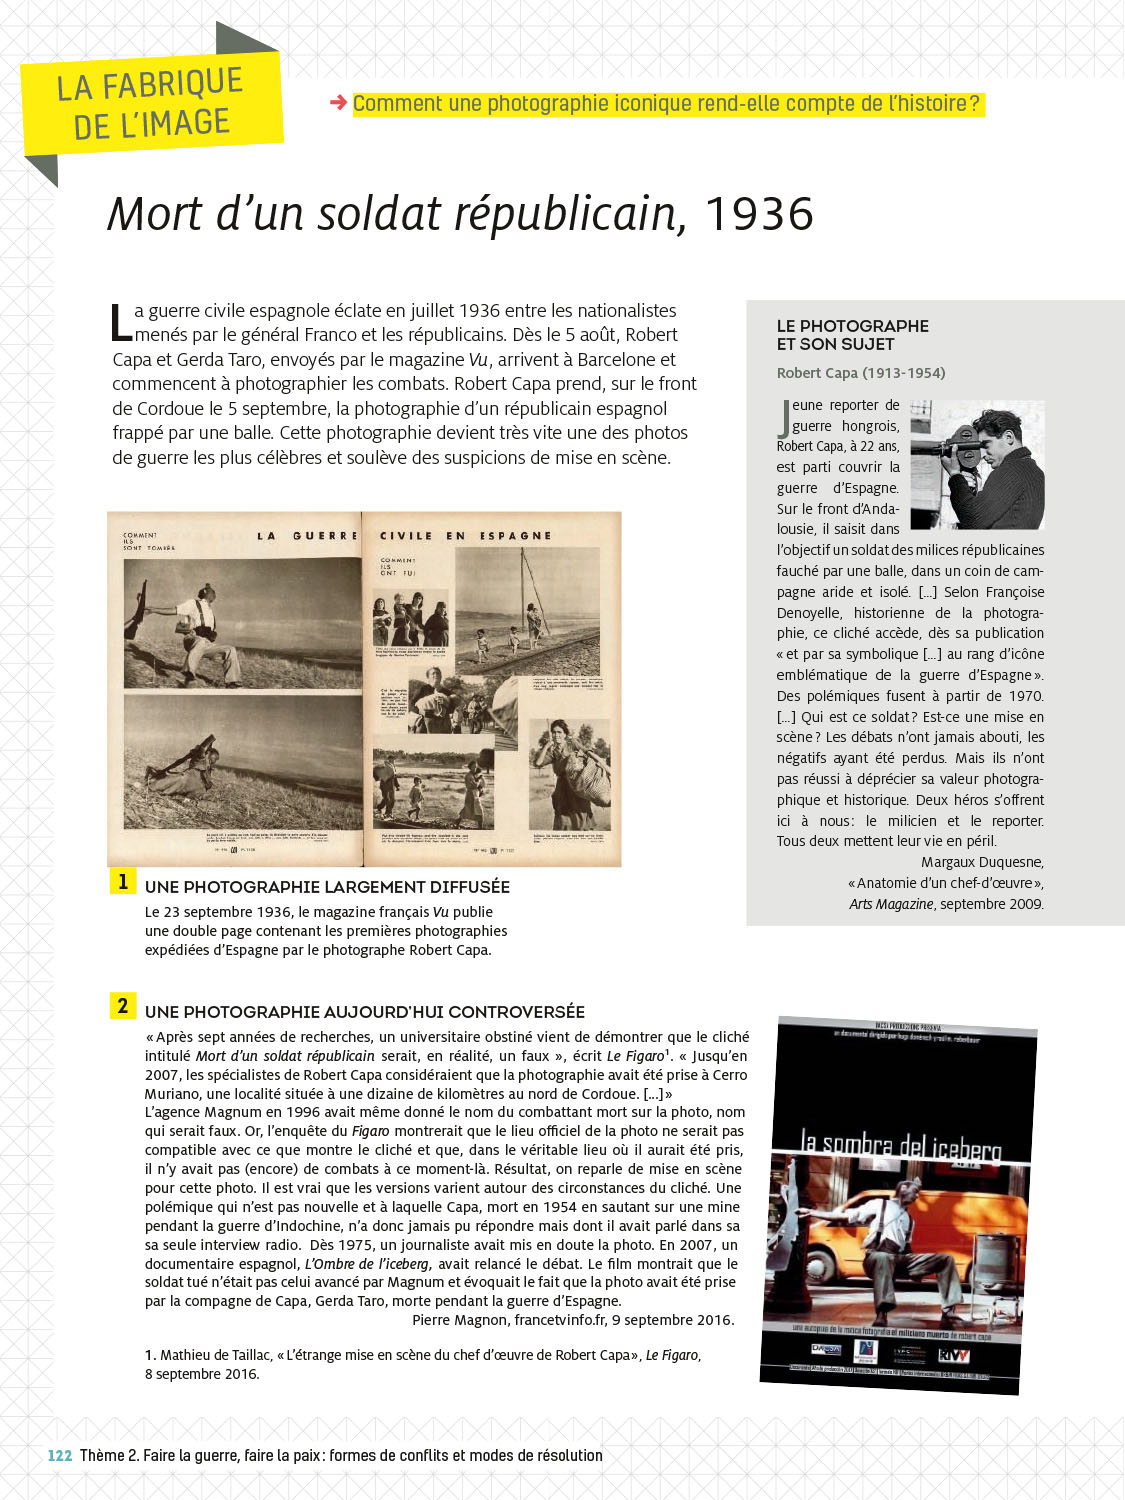 LA FABRIQUE
DE L'IMAGE
➔ Comment une photographie iconique rend-elle compte de l'histoire ?
Mort d'un soldat républicain, 1936
La guerre civile espagnole éclate en juillet 1936 entre les nationalistes
menés par le général Franco et les républicains. Dès le 5 août, Robert
Capa et Gerda Taro, envoyés par le magazine Vu, arrivent à Barcelone et
commencent à photographier les combats. Robert Capa prend, sur le front
de Cordoue le 5 septembre, la photographie d'un républicain espagnol
frappé par une balle. Cette photographie devient très vite une des photos
de guerre les plus célèbres et soulève des suspicions de mise en scène.
COMMENT
ILS
SONT TOMBÉS
LA GUERRE CIVILE EN ESPAGNE
COMMENT
ILS
ONT FUI
1 UNE PHOTOGRAPHIE LARGEMENT DIFFUSÉE
Le 23 septembre 1936, le magazine français Vu publie
une double page contenant les premières photographies
expédiées d'Espagne par le photographe Robert Capa.
LE PHOTOGRAPHE
ET SON SUJET
Robert Capa (1913-1954)
Jeune reporter de
guerre hongrois,
Robert Capa, à 22 ans,
est parti couvrir la
guerre d'Espagne.
Sur le front d'Anda-
lousie, il saisit dans
l'objectif un soldat des milices républicaines
fauché par une balle, dans un coin de cam-
pagne aride et isolé. [...] Selon Françoise
Denoyelle, historienne de la photogra-
phie, ce cliché accède, dès sa publication
« et par sa symbolique [...] au rang d'icône
emblématique de la guerre d'Espagne ».
Des polémiques fusent à partir de 1970.
[...] Qui est ce soldat ? Est-ce une mise en
scène ? Les débats n'ont jamais abouti, les
négatifs ayant été perdus. Mais ils n'ont
pas réussi à déprécier sa valeur photogra-
phique et historique. Deux héros s'offrent
ici à nous : le milicien et le reporter.
Tous deux mettent leur vie en péril.
Margaux Duquesne,
« Anatomie d'un chef-d'œuvre »,
Arts Magazine, septembre 2009.
2 UNE PHOTOGRAPHIE AUJOURD'HUI CONTROVERSÉE
« Après sept années de recherches, un universitaire obstiné vient de démontrer que le cliché
intitulé Mort d'un soldat républicain serait, en réalité, un faux », écrit Le Figaro1. « Jusqu'en
2007, les spécialistes de Robert Capa considéraient que la photographie avait été prise à Cerro
Muriano, une localité située à une dizaine de kilomètres au nord de Cordoue. [...] »
L'agence Magnum en 1996 avait même donné le nom du combattant mort sur la photo, nom
qui serait faux. Or, l'enquête du Figaro montrerait que le lieu officiel de la photo ne serait pas
compatible avec ce que montre le cliché et que, dans le véritable lieu où il aurait été pris,
il n'y avait pas (encore) de combats à ce moment-là. Résultat, on reparle de mise en scène
pour cette photo. Il est vrai que les versions varient autour des circonstances du cliché. Une
polémique qui n'est pas nouvelle et à laquelle Capa, mort en 1954 en sautant sur une mine
pendant la guerre d'Indochine, n'a donc jamais pu répondre mais dont il avait parlé dans sa
sa seule interview radio. Dès 1975, un journaliste avait mis en doute la photo. En 2007, un
documentaire espagnol, L'Ombre de l'iceberg, avait relancé le débat. Le film montrait que le
soldat tué n'était pas celui avancé par Magnum et évoquait le fait que la photo avait été prise
par la compagne de Capa, Gerda Taro, morte pendant la guerre d'Espagne.
Pierre Magnon, francetvinfo.fr, 9 septembre 2016.
1. Mathieu de Taillac, « L'étrange mise en scène du chef d'œuvre de Robert Capa », Le Figaro,
8 septembre 2016.
la sombra del iceberg
una autopsia de la mítica fotografía el miliciano muerto de robert capa
122 Thème 2. Faire la guerre, faire la paix : formes de conflits et modes de résolution